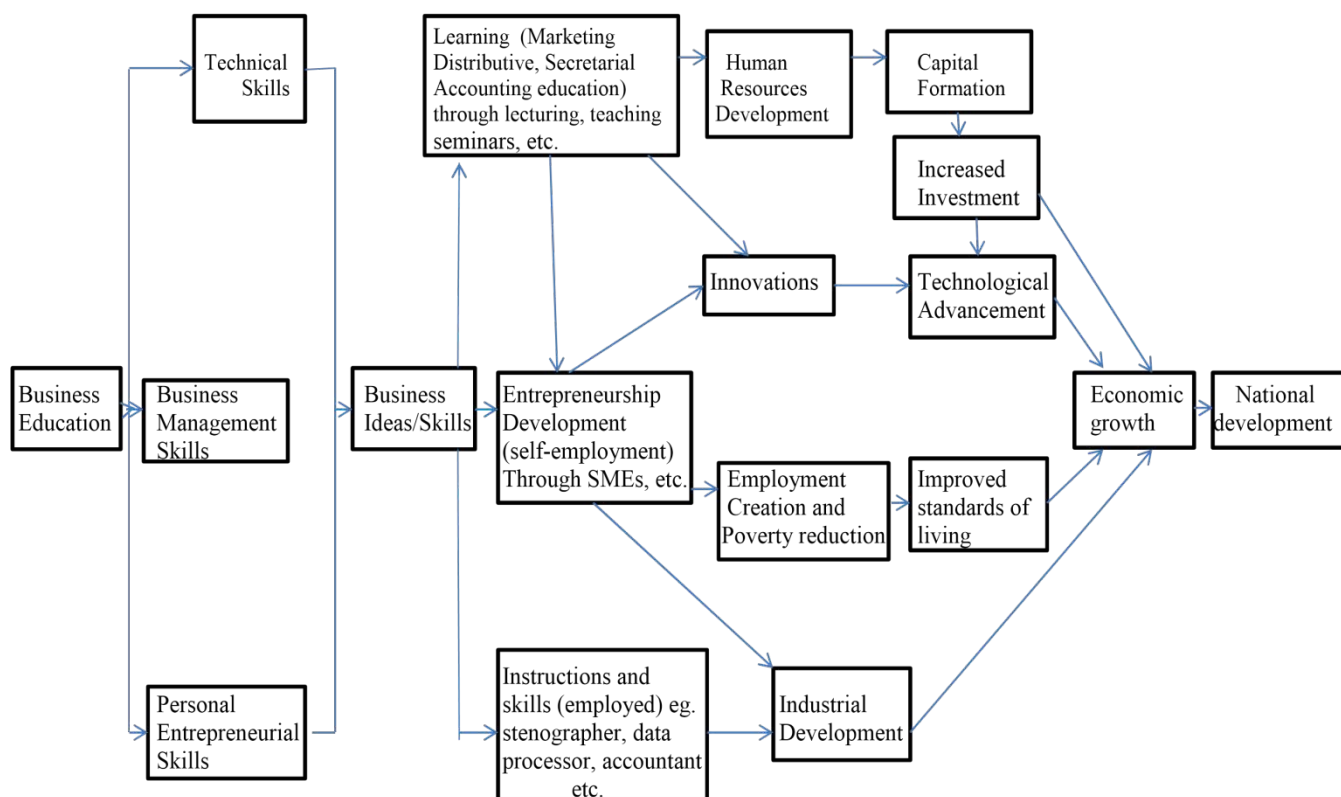 Technical
Skills
Learning (Marketing
Distributive, Secretarial
Accounting education)
through lecturing, teaching
seminars, etc.
Human
Resources
Development
Capital
Formation
Increased
Investment
Innovations
Technological
Advancement
Business
Education
Business
Management
Skills
Business
Ideas/Skills
Entrepreneurship
Development
(self-employment)
Through SMEs, etc.
Economic
growth
National
development
Employment
Creation and
Poverty reduction
Improved
standards of
living
Personal
Entrepreneurial
Skills
Instructions and
skills (employed) eg.
stenographer, data
processor, accountant
etc.
Industrial
Development